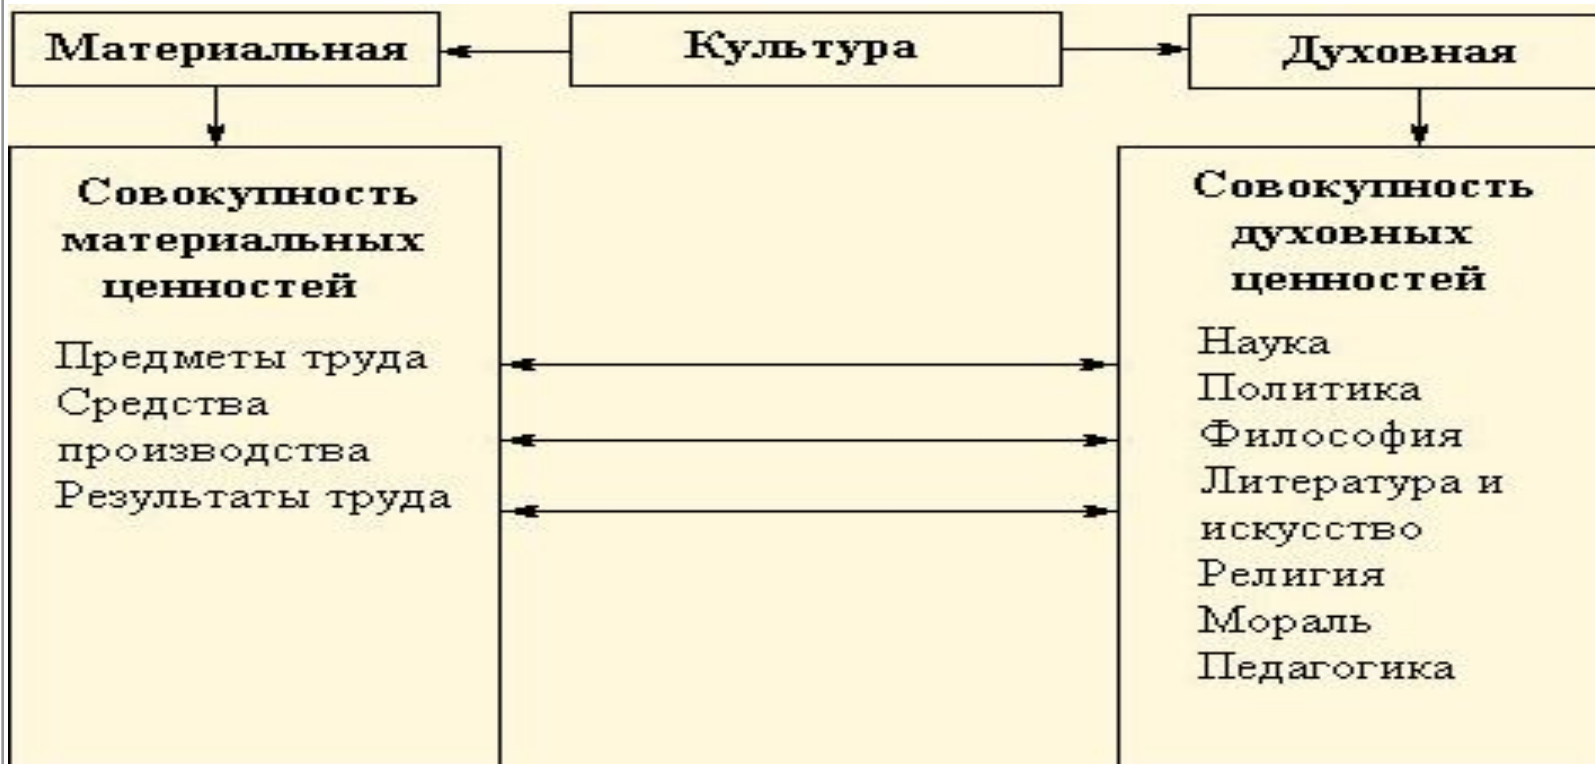 Материальная
Культура
Духовная
Совокупность
материальных
ценностей
Предметы труда
Средства
производства
Результаты труда
Совокупность
духовных
ценностей
Наука
Политика
Философия
Литература и
искусство
Религия
Мораль
Педагогика